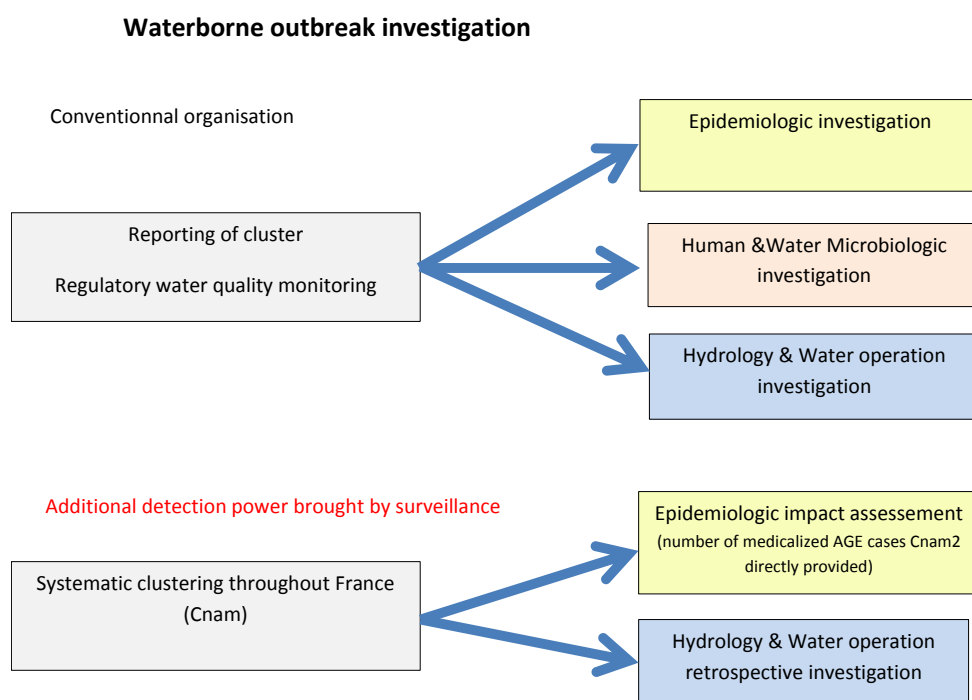 Waterborne outbreak investigation
Conventionnal organisation
Epidemiologic investigation
Reporting of cluster
Regulatory water quality monitoring
Human &Water Microbiologic
investigation
Hydrology & Water operation
investigation
Additional detection power brought by surveillance
Epidemiologic impact assessement
(number of medicalized AGE cases Cnam2
directly provided)
Systematic clustering throughout France
(Cnam)
Hydrology & Water operation
retrospective investigation